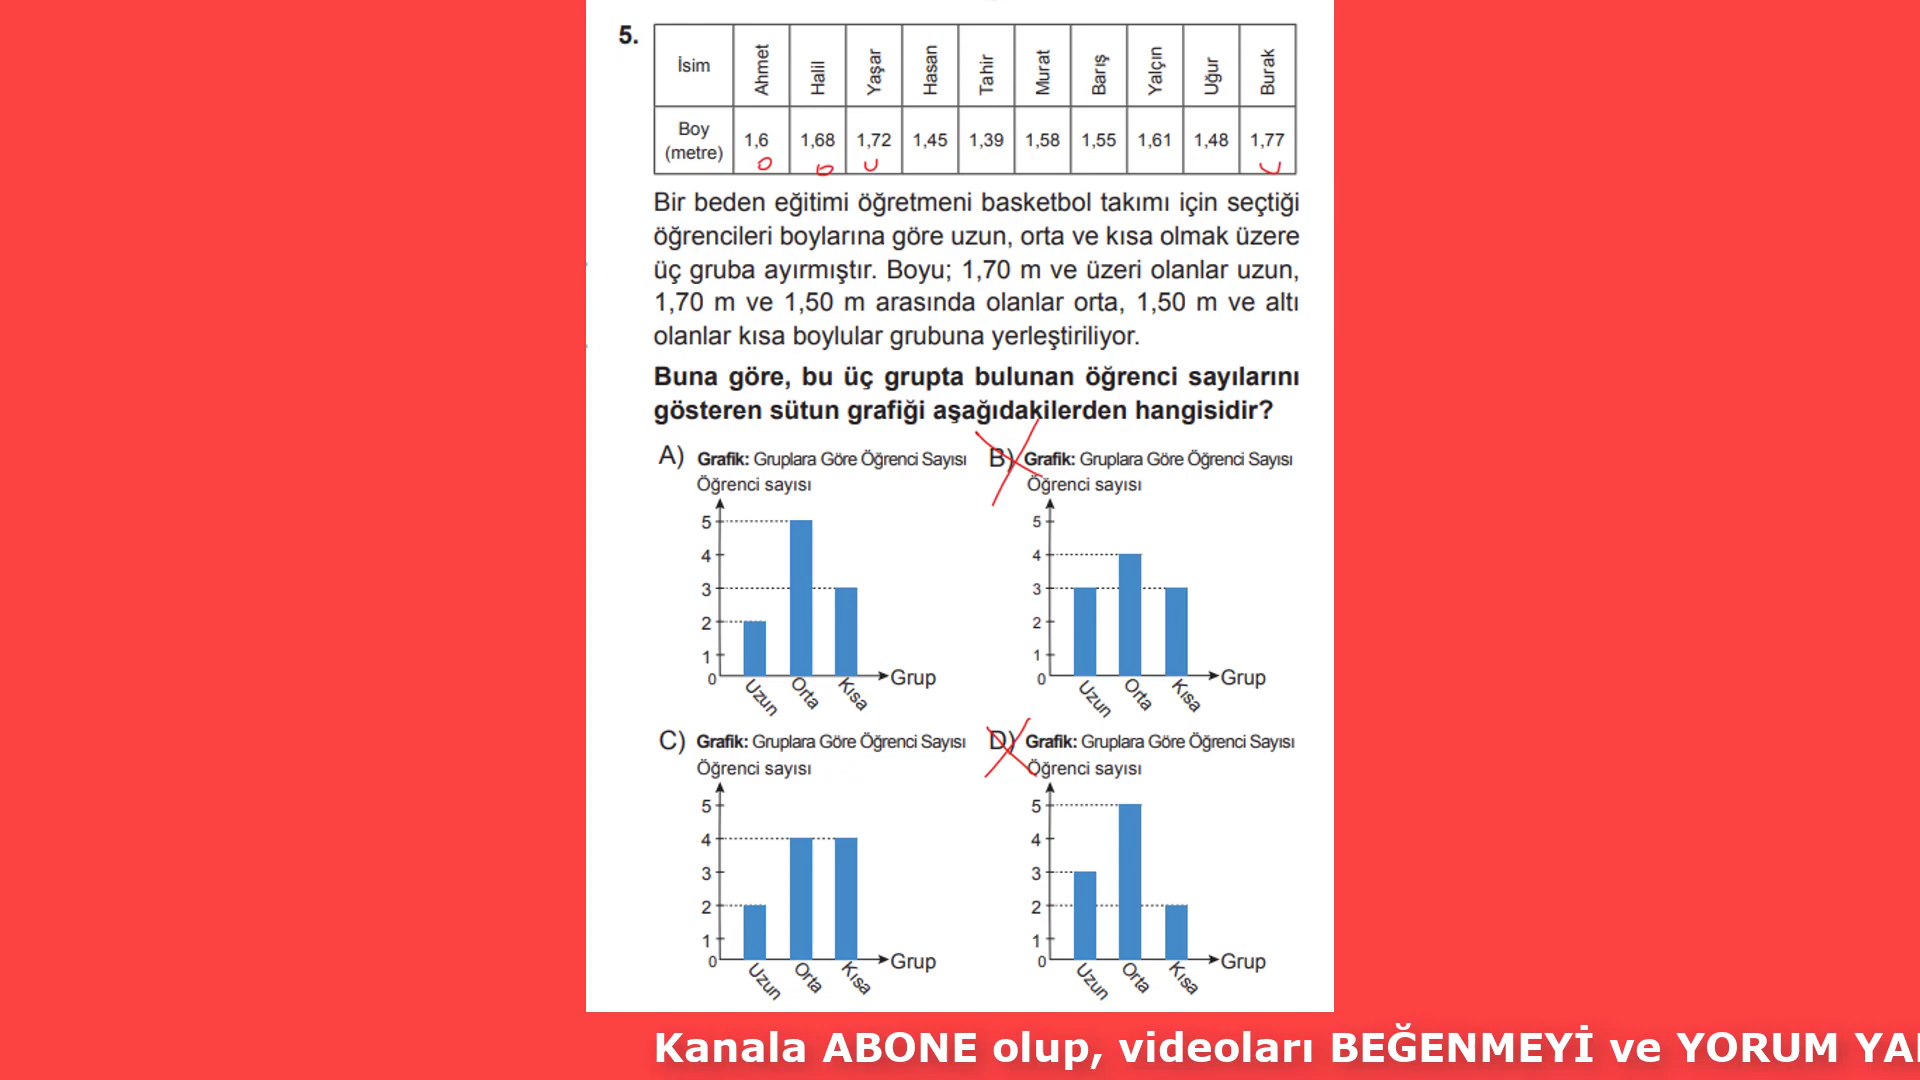 5.
İsim Ahmet Halil Yaşar Hasan Tahir Murat Barış Yalçın Uğur Burak
Boy (metre) 1,6 1,68 1,72 1,45 1,39 1,58 1,55 1,61 1,48 1,77
Bir beden eğitimi öğretmeni basketbol takımı için seçtiği
öğrencileri boylarına göre uzun, orta ve kısa olmak üzere
üç gruba ayırmıştır. Boyu; 1,70 m ve üzeri olanlar uzun,
1,70 m ve 1,50 m arasında olanlar orta, 1,50 m ve altı
olanlar kısa boylular grubuna yerleştiriliyor.
Buna göre, bu üç grupta bulunan öğrenci sayılarını
gösteren sütun grafiği aşağıdakilerden hangisidir?
A) Grafik: Gruplara Göre Öğrenci Sayısı
Öğrenci sayısı
5
4
3
2
1
0
Uzun Orta Kısa Grup
B) Grafik: Gruplara Göre Öğrenci Sayısı
Öğrenci sayısı
5
4
3
2
1
0
Uzun Orta Kısa Grup
C) Grafik: Gruplara Göre Öğrenci Sayısı
Öğrenci sayısı
5
4
3
2
1
0
Uzun Orta Kısa Grup
D) Grafik: Gruplara Göre Öğrenci Sayısı
Öğrenci sayısı
5
4
3
2
1
0
Uzun Orta Kısa Grup
Kanala ABONE olup, videoları BEĞENMEYİ ve YORUM